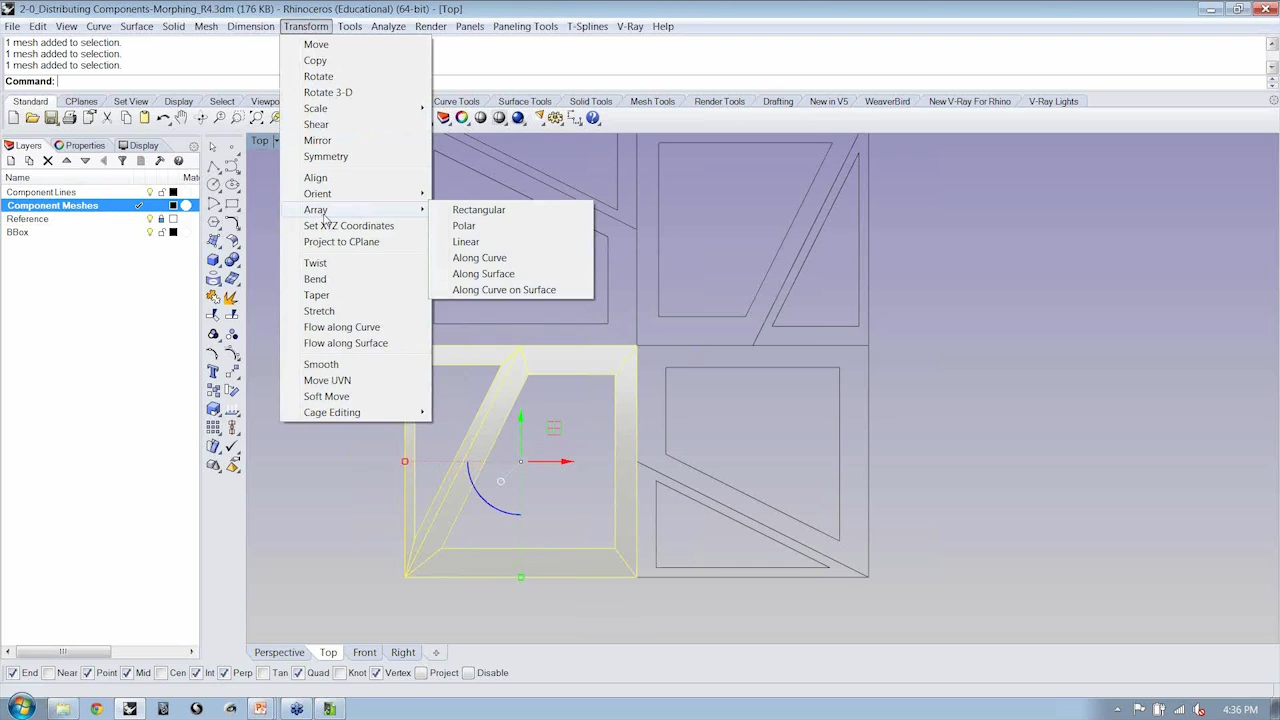 2-0_Distributing Components-Morphing_R4.3dm (176 KB) - Rhinoceros (Educational) (64-bit) - [Top]
File Edit View Curve Surface Solid Mesh Dimension Transform Tools Analyze Render Panels Paneling Tools T-Splines V-Ray Help
1 mesh added to selection.
1 mesh added to selection.
1 mesh added to selection.
Command:
Standard CPlanes Set View Display Select Viewpo Curve Tools Surface Tools Solid Tools Mesh Tools Render Tools Drafting New in V5 WeaverBird New V-Ray For Rhino V-Ray Lights
Layers Properties Display
Name Mate
Component Lines
Component Meshes
Reference
BBox
Top
Move
Copy
Rotate
Rotate 3-D
Scale
Shear
Mirror
Symmetry
Align
Orient
Array
Set XYZ Coordinates
Project to CPlane
Twist
Bend
Taper
Stretch
Flow along Curve
Flow along Surface
Smooth
Move UVN
Soft Move
Cage Editing
Rectangular
Polar
Linear
Along Curve
Along Surface
Along Curve on Surface
Perspective Top Front Right
End Near Point Mid Cen Int Perp Tan Quad Knot Vertex Project Disable
4:36 PM